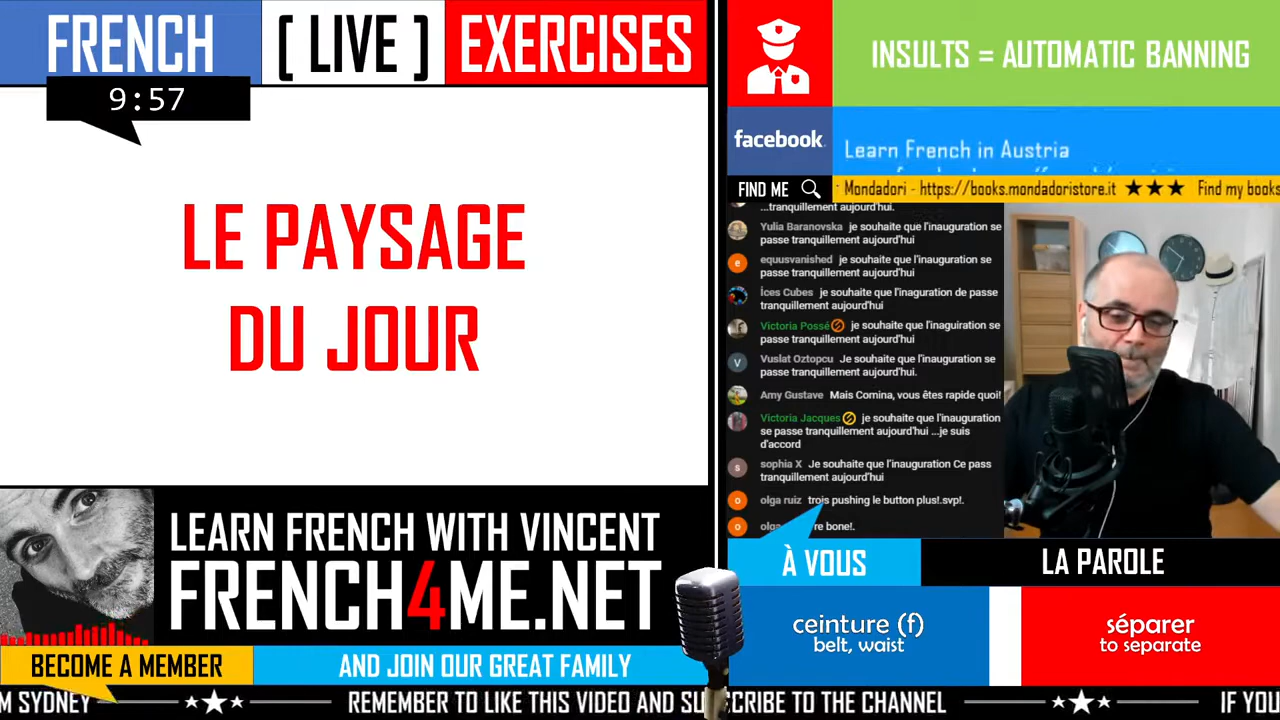 FRENCH
[ LIVE ]
EXERCISES
9:57
LE PAYSAGE
DU JOUR
LEARN FRENCH WITH VINCENT
FRENCH4ME.NET
BECOME A MEMBER
AND JOIN OUR GREAT FAMILY
M SYDNEY
REMEMBER TO LIKE THIS VIDEO AND SUBSCRIBE TO THE CHANNEL
IF YOU
INSULTS = AUTOMATIC BANNING
facebook.
Learn French in Austria
FIND ME
Mondadori - https://books.mondadoristore.it ★★★ Find my books
...tranquillement aujourd'hui.
Yulia Baranovska je souhaite que l'inauguration se
passe tranquillement aujourd'hui
equusvanished je souhaite que l'inauguration se
passe tranquillement aujourd'hui
İces Cubes je souhaite que l'inaguration de passe
tranquillement aujourd'hui
Victoria Possé je souhaite que l'inaguiration se
passe tranquillement aujourd'hui
Vuslat Oztopcu Je souhaite que l'inauguration se
passe tranquillement aujourd'hui.
Amy Gustave Mais Comina, vous êtes rapide quoi!
Victoria Jacques je souhaite que l'inauguration
se passe tranquillement aujourd'hui ...je suis
d'accord
sophia X Je souhaite que l'inauguration Ce pass
tranquillement aujourd'hui
olga ruiz trois pushing le button plus!.svp!.
olga re bone!.
À VOUS
LA PAROLE
ceinture (f)
belt, waist
séparer
to separate